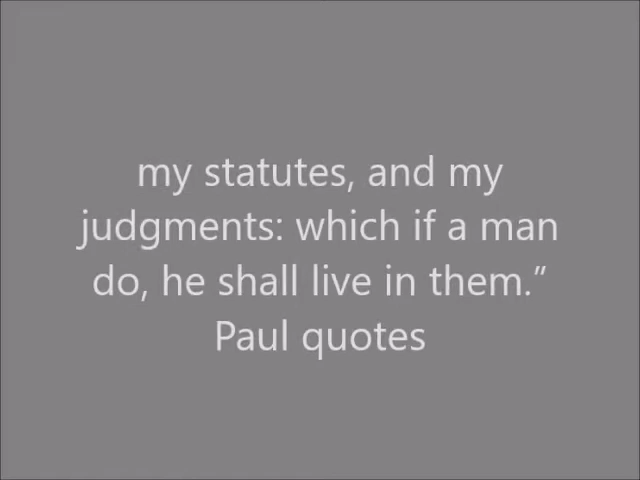 my statutes, and my
judgments: which if a man
do, he shall live in them.”
Paul quotes